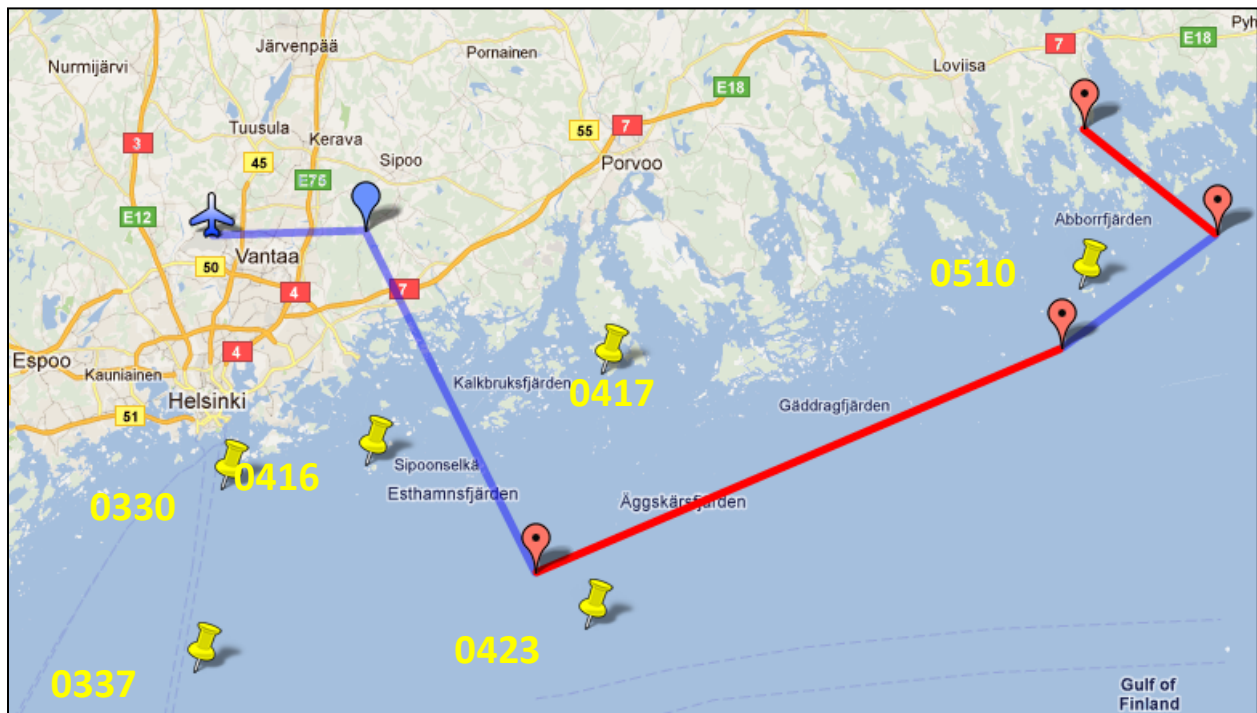 Järvenpää
Pornainen
Pyh
7
E18
Nurmijärvi
Loviisa
E18
Tuusula
Kerava
3
45
55
7
Sipoo
Porvoo
E75
E12
Abborrfjärden
50
Vantaa
0510
4
7
4
Espoo
Kauniainen
Kalkbruksfjärden
0417
Helsinki
51
Gäddragfjärden
0416
Sipoonselkä
0330
Esthamnsfjärden
Äggskärsfjärden
0423
0337
Gulf of
Finland